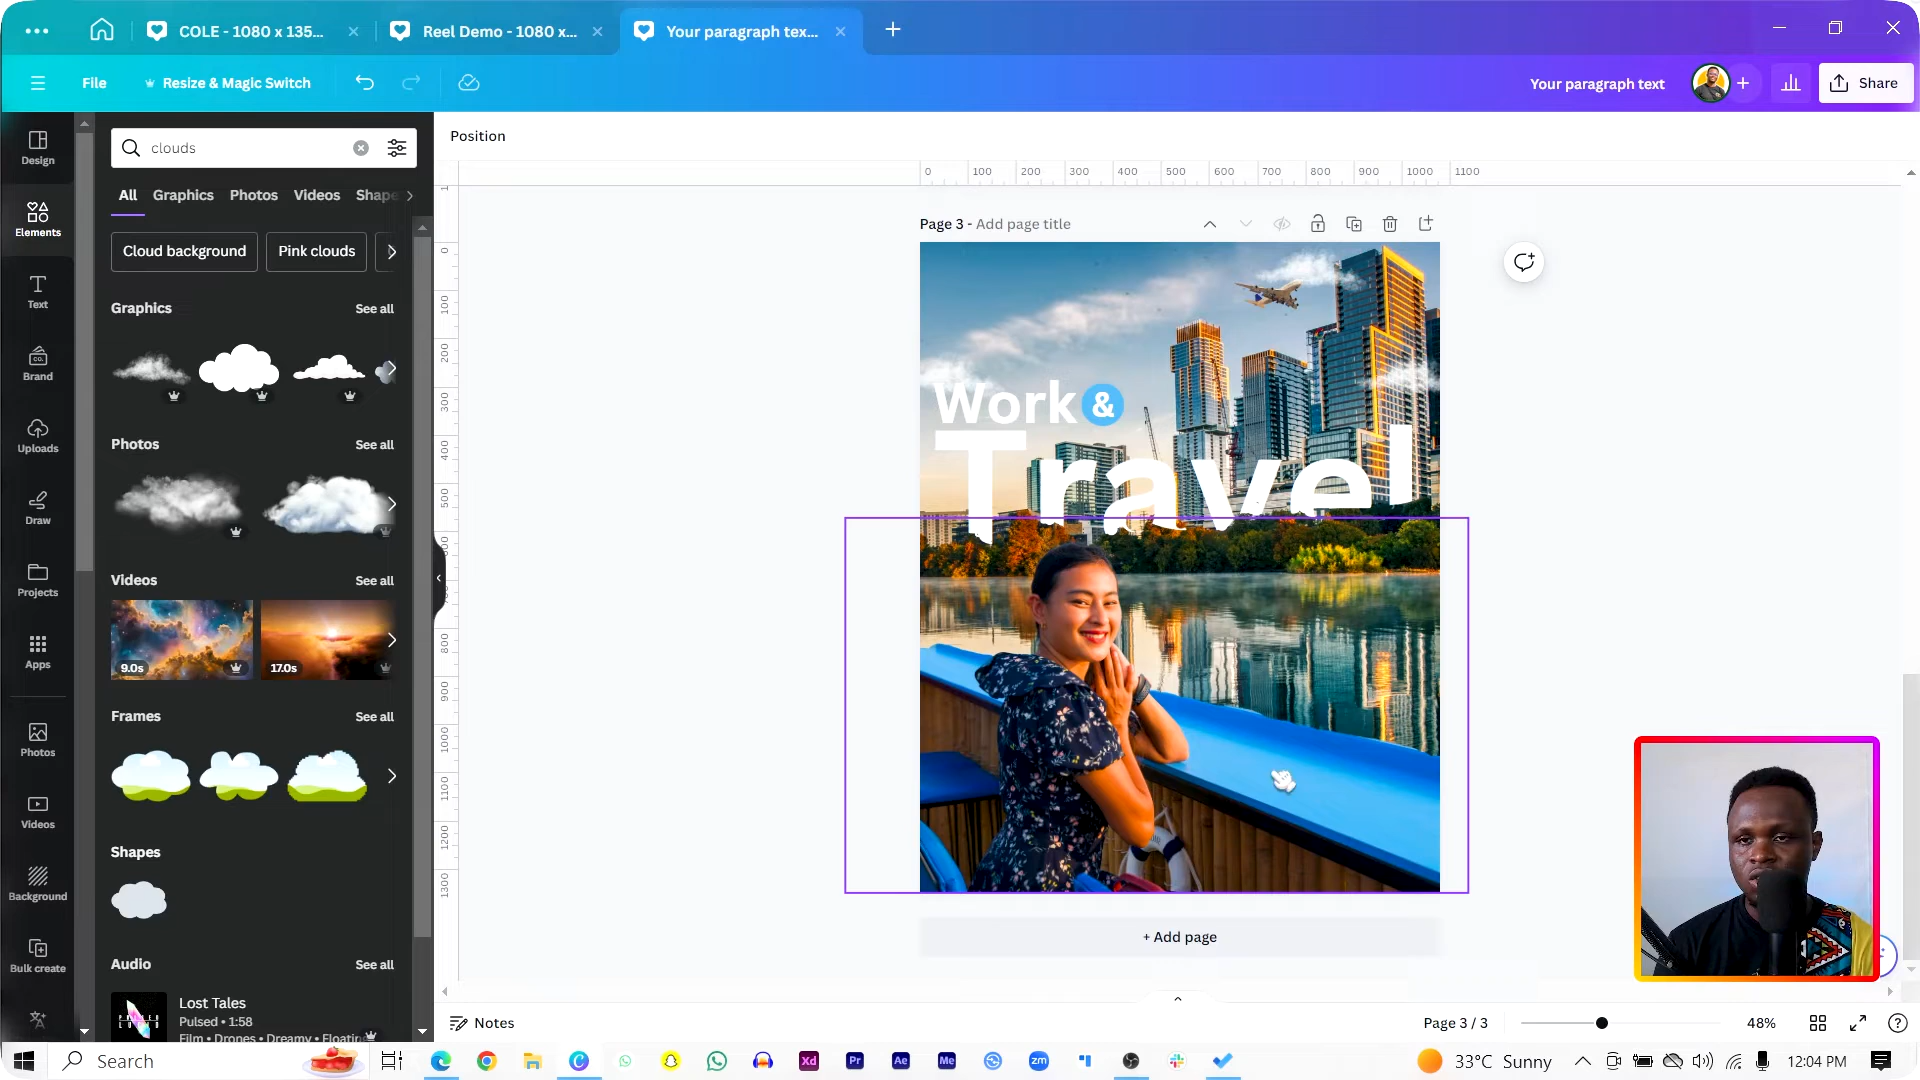 COLE - 1080 x 135...
Reel Demo - 1080 x...
Your paragraph tex...
File
Resize & Magic Switch
Your paragraph text
Share
Design
Elements
Text
Brand
Uploads
Draw
Projects
Apps
Photos
Videos
Background
Bulk create
clouds
All Graphics Photos Videos Shape
Cloud background
Pink clouds
Graphics
See all
Photos
See all
Videos
See all
9.0s
17.0s
Frames
See all
Shapes
Audio
See all
Lost Tales
Pulsed • 1:58
Film • Drones • Dreamy • Floatin
Position
0 100 200 300 400 500 600 700 800 900 1000 1100
Page 3 - Add page title
Work &
Travel
+ Add page
Notes
Page 3 / 3
48%
Search
33°C Sunny
12:04 PM